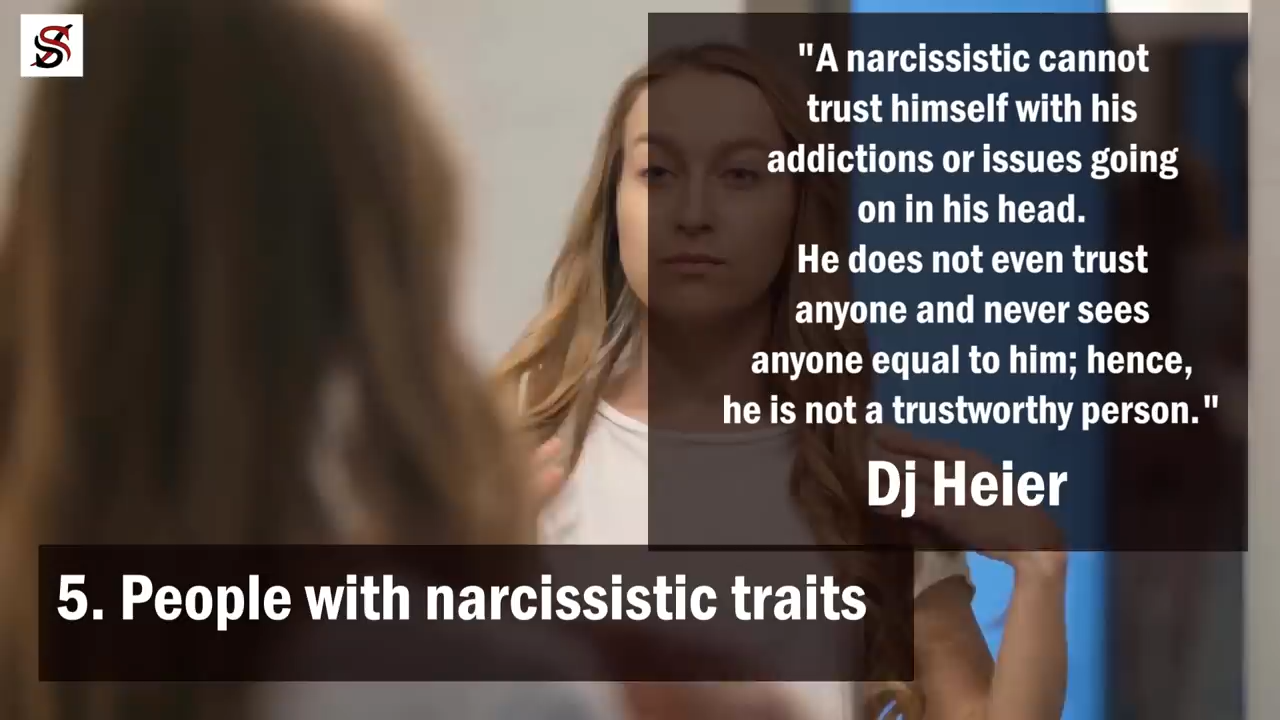 "A narcissistic cannot
trust himself with his
addictions or issues going
on in his head.
He does not even trust
anyone and never sees
anyone equal to him; hence,
he is not a trustworthy person."
Dj Heier
5. People with narcissistic traits